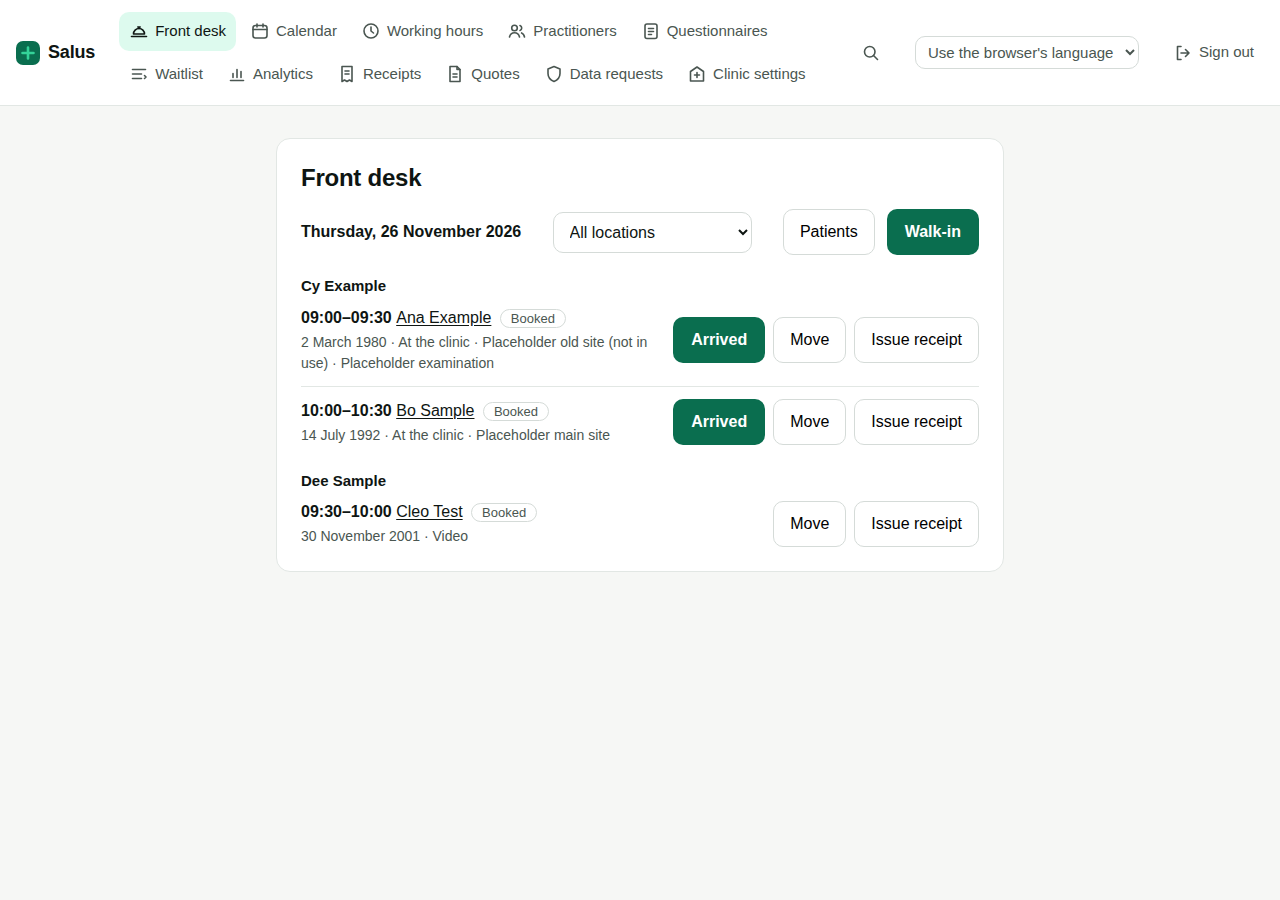 Salus
Front desk
Calendar
Working hours
Practitioners
Questionnaires
Waitlist
Analytics
Receipts
Quotes
Data requests
Clinic settings
Use the browser's language
Sign out
Front desk
Thursday, 26 November 2026
All locations
Patients
Walk-in
Cy Example
09:00–09:30 Ana Example Booked
2 March 1980 · At the clinic · Placeholder old site (not in
use) · Placeholder examination
Arrived
Move
Issue receipt
10:00–10:30 Bo Sample Booked
14 July 1992 · At the clinic · Placeholder main site
Arrived
Move
Issue receipt
Dee Sample
09:30–10:00 Cleo Test Booked
30 November 2001 · Video
Move
Issue receipt